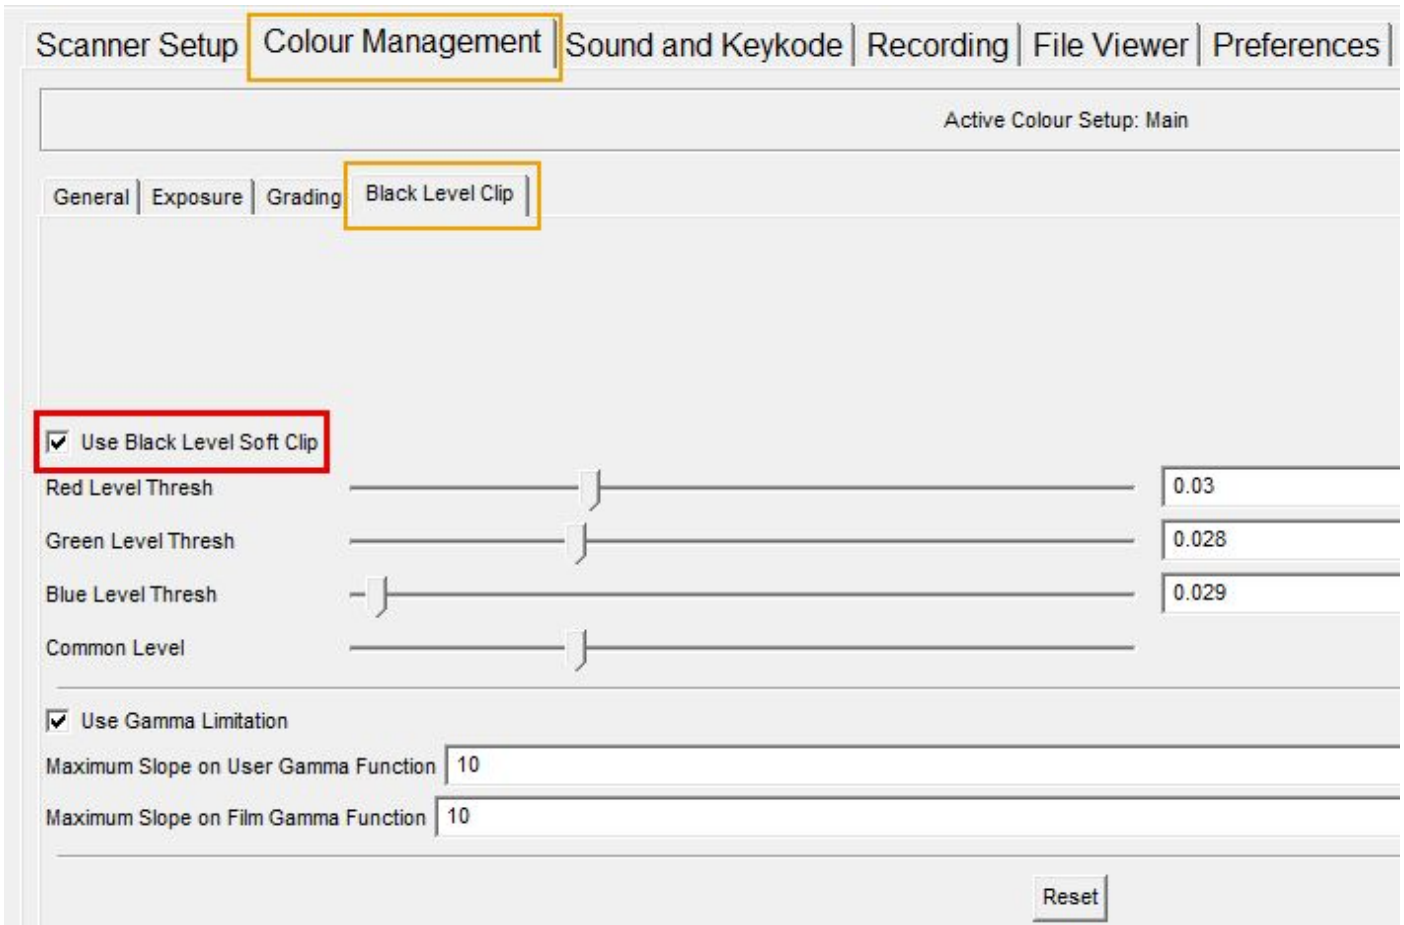 Scanner Setup Colour Management Sound and Keykode Recording File Viewer Preferences
Active Colour Setup: Main
General Exposure Grading Black Level Clip
Use Black Level Soft Clip
Red Level Thresh 0.03
Green Level Thresh 0.028
Blue Level Thresh 0.029
Common Level
Use Gamma Limitation
Maximum Slope on User Gamma Function 10
Maximum Slope on Film Gamma Function 10
Reset